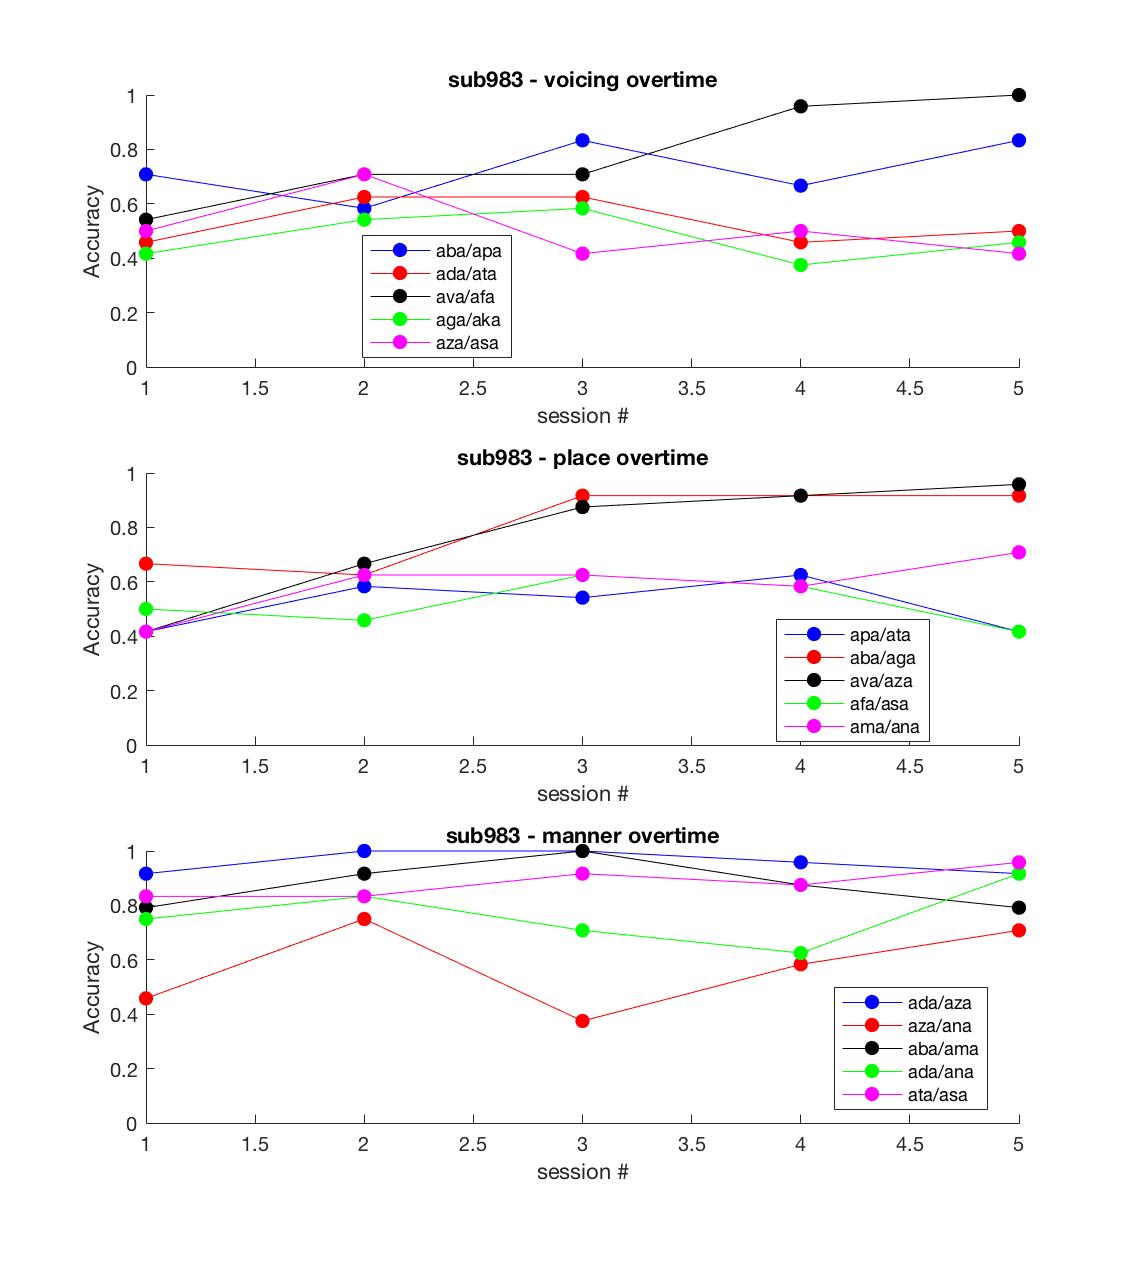 sub983 - voicing overtime
1
0.8
0.6
0.4
0.2
0
Accuracy
aba/apa
ada/ata
ava/afa
aga/aka
aza/asa
1 1.5 2 2.5 3 3.5 4 4.5 5
session #
sub983 - place overtime
1
0.8
0.6
0.4
0.2
0
Accuracy
apa/ata
aba/aga
ava/aza
afa/asa
ama/ana
1 1.5 2 2.5 3 3.5 4 4.5 5
session #
sub983 - manner overtime
1
0.8
0.6
0.4
0.2
0
Accuracy
ada/aza
aza/ana
aba/ama
ada/ana
ata/asa
1 1.5 2 2.5 3 3.5 4 4.5 5
session #